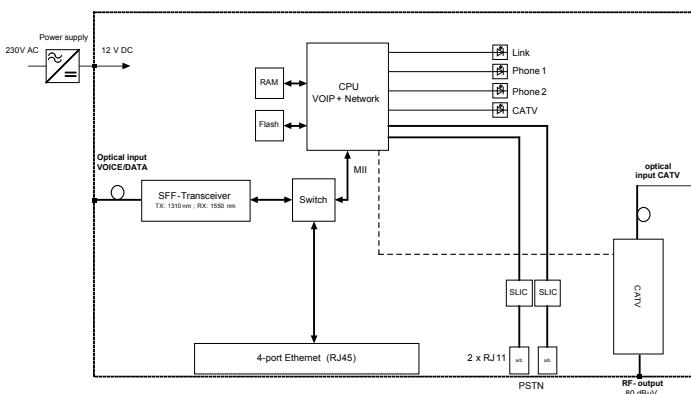 Power supply
230V AC
12 V DC
RAM
Flash
CPU
VOIP + Network
Link
Phone 1
Phone 2
CATV
MII
Optical input
VOICE/DATA
SFF-Transceiver
TX: 1310 nm ; RX: 1550 nm
Switch
optical
input CATV
SLIC
SLIC
CATV
4-port Ethernet (RJ45)
2 x RJ11
a/b
a/b
PSTN
RF- output
80 dBuV